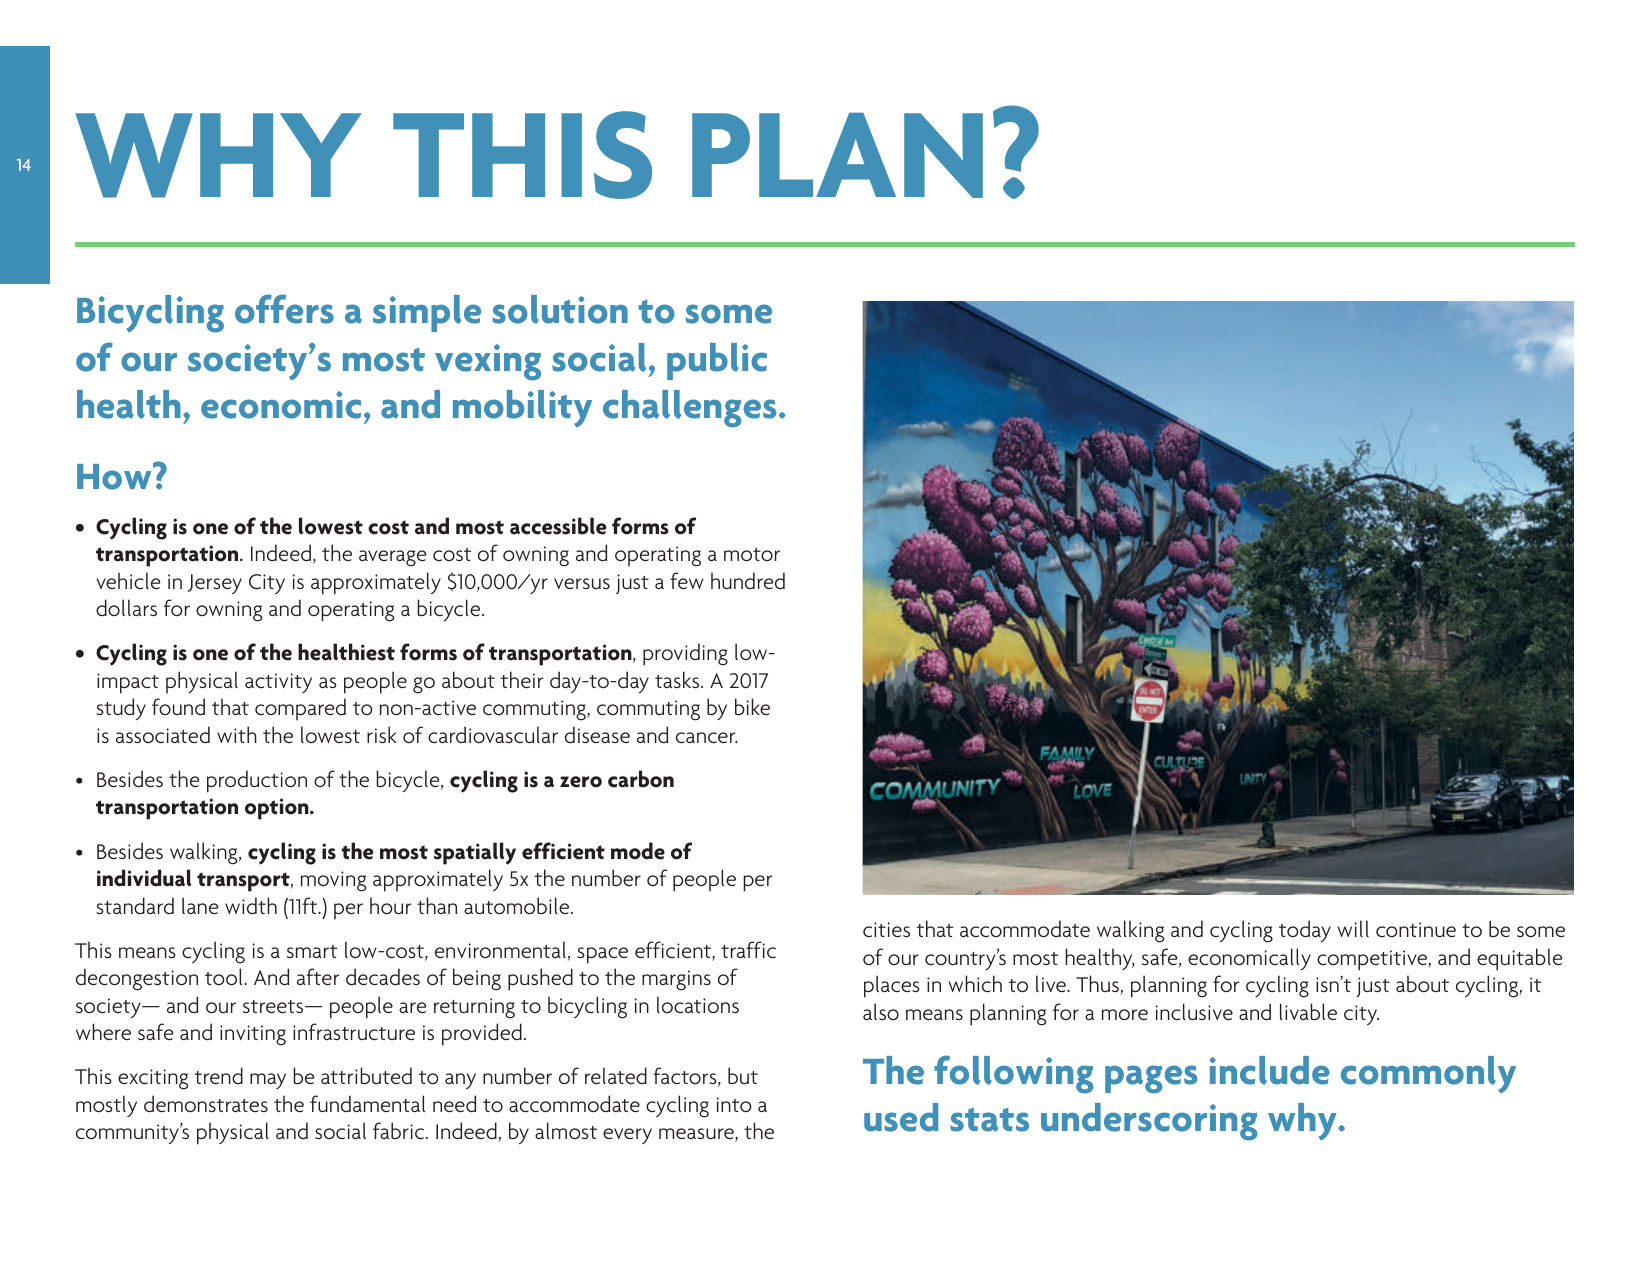 14
WHY THIS PLAN?
Bicycling offers a simple solution to some
of our society’s most vexing social, public
health, economic, and mobility challenges.
How?
• Cycling is one of the lowest cost and most accessible forms of
transportation. Indeed, the average cost of owning and operating a motor
vehicle in Jersey City is approximately $10,000/yr versus just a few hundred
dollars for owning and operating a bicycle.
• Cycling is one of the healthiest forms of transportation, providing low-
impact physical activity as people go about their day-to-day tasks. A 2017
study found that compared to non-active commuting, commuting by bike
is associated with the lowest risk of cardiovascular disease and cancer.
• Besides the production of the bicycle, cycling is a zero carbon
transportation option.
• Besides walking, cycling is the most spatially efficient mode of
individual transport, moving approximately 5x the number of people per
standard lane width (11ft.) per hour than automobile.
This means cycling is a smart low-cost, environmental, space efficient, traffic
decongestion tool. And after decades of being pushed to the margins of
society— and our streets— people are returning to bicycling in locations
where safe and inviting infrastructure is provided.
This exciting trend may be attributed to any number of related factors, but
mostly demonstrates the fundamental need to accommodate cycling into a
community’s physical and social fabric. Indeed, by almost every measure, the
Central Ave
DO NOT
ENTER
FAMILY
CULTURE
COMMUNITY
LOVE
UNITY
cities that accommodate walking and cycling today will continue to be some
of our country’s most healthy, safe, economically competitive, and equitable
places in which to live. Thus, planning for cycling isn’t just about cycling, it
also means planning for a more inclusive and livable city.
The following pages include commonly
used stats underscoring why.